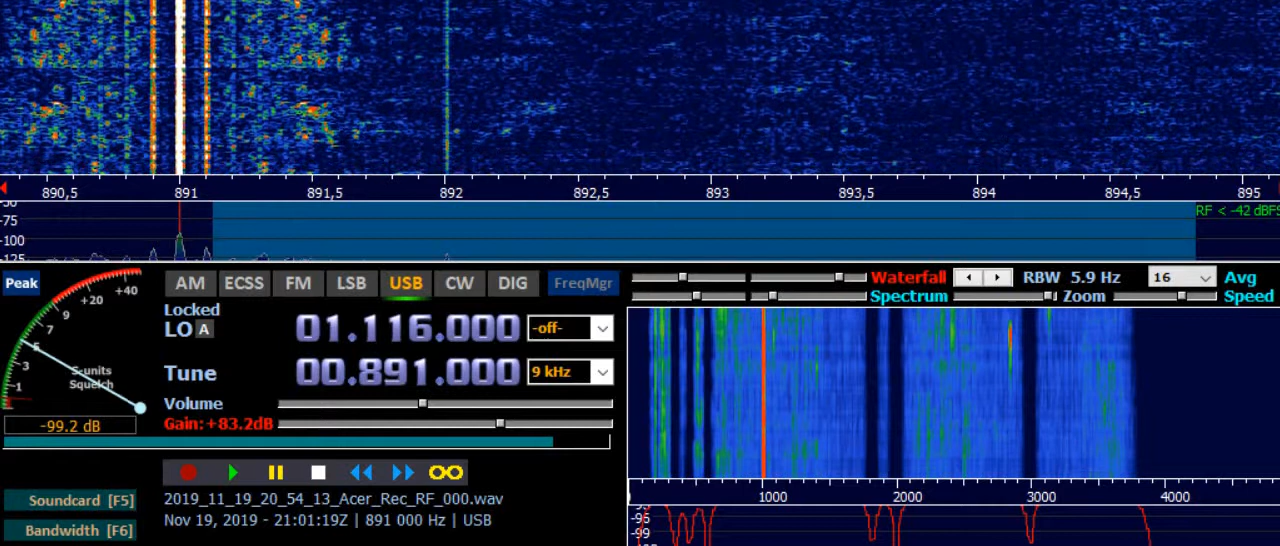 890,5 891 891,5 892 892,5 893 893,5 894 894,5 895
-75
-100
-125
RF < -42 dBFS
Peak
1 3 5 7 9 +20 +40
S-units
Squelch
-99.2 dB
AM ECSS FM LSB USB CW DIG FreqMgr
Locked
LO A 01.116.000 -off-
Tune 00.891.000 9 kHz
Volume
Gain: +83.2dB
Waterfall RBW 5.9 Hz 16 Avg
Spectrum Zoom Speed
1000 2000 3000 4000
-96
-99
Soundcard [F5]
Bandwidth [F6]
2019_11_19_20_54_13_Acer_Rec_RF_000.wav
Nov 19, 2019 - 21:01:19Z | 891 000 Hz | USB